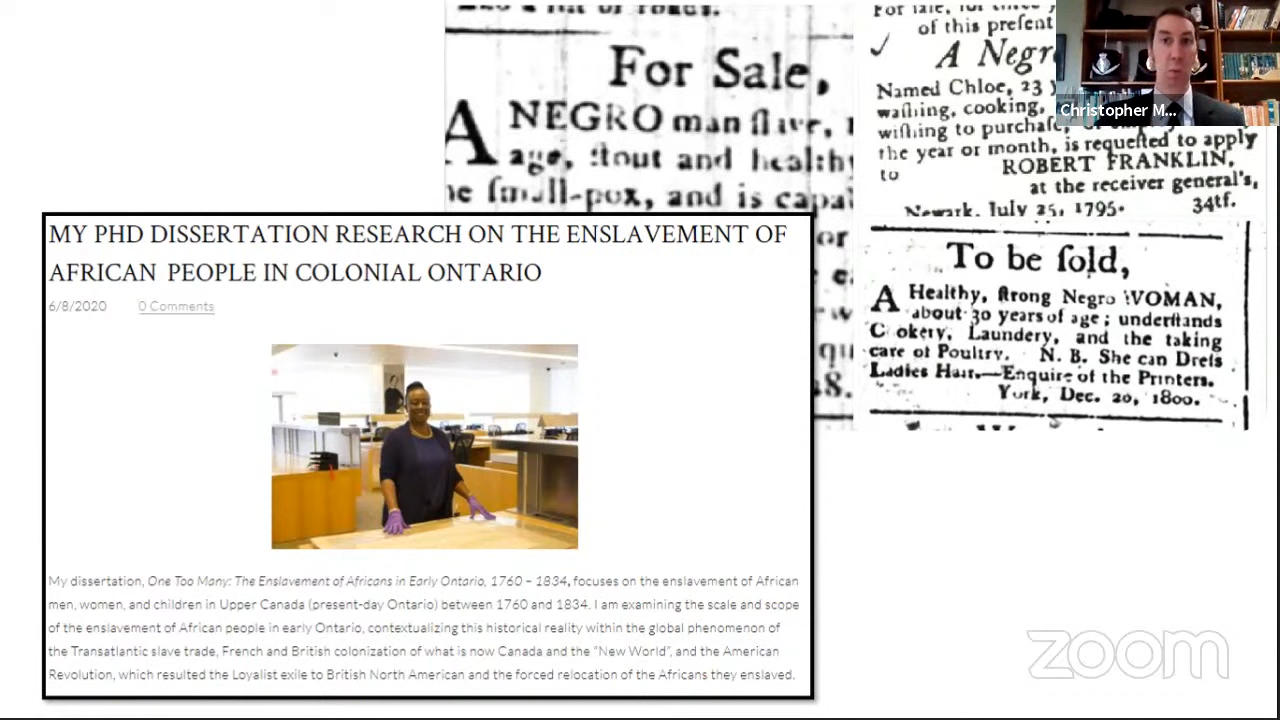 For Sale,
A NEGRO man ſlave,
age, ſtout and healthy
ſmall-pox, and is
of this preſent
A
Named Chloe, 23
waſhing, cooking,
wiſhing to purchaſe,
the year or month, is requeſted to apply
to ROBERT FRANKLIN,
at the receiver general's,
Newark, July 25, 1795. 34tf.
To be ſold,
A Healthy, ſtrong Negro WOMAN,
about 30 years of age; underſtands
Cookery, Laundery, and the taking
care of Poultry. N. B. She can Dreſs
Ladies Hair.—Enquire of the Printers.
York, Dec. 20, 1800.
Christopher M...
MY PHD DISSERTATION RESEARCH ON THE ENSLAVEMENT OF
AFRICAN PEOPLE IN COLONIAL ONTARIO
6/8/2020 0 Comments
My dissertation, One Too Many: The Enslavement of Africans in Early Ontario, 1760 – 1834, focuses on the enslavement of African
men, women, and children in Upper Canada (present-day Ontario) between 1760 and 1834. I am examining the scale and scope
of the enslavement of African people in early Ontario, contextualizing this historical reality within the global phenomenon of
the Transatlantic slave trade, French and British colonization of what is now Canada and the “New World”, and the American
Revolution, which resulted the Loyalist exile to British North American and the forced relocation of the Africans they enslaved.
zoom